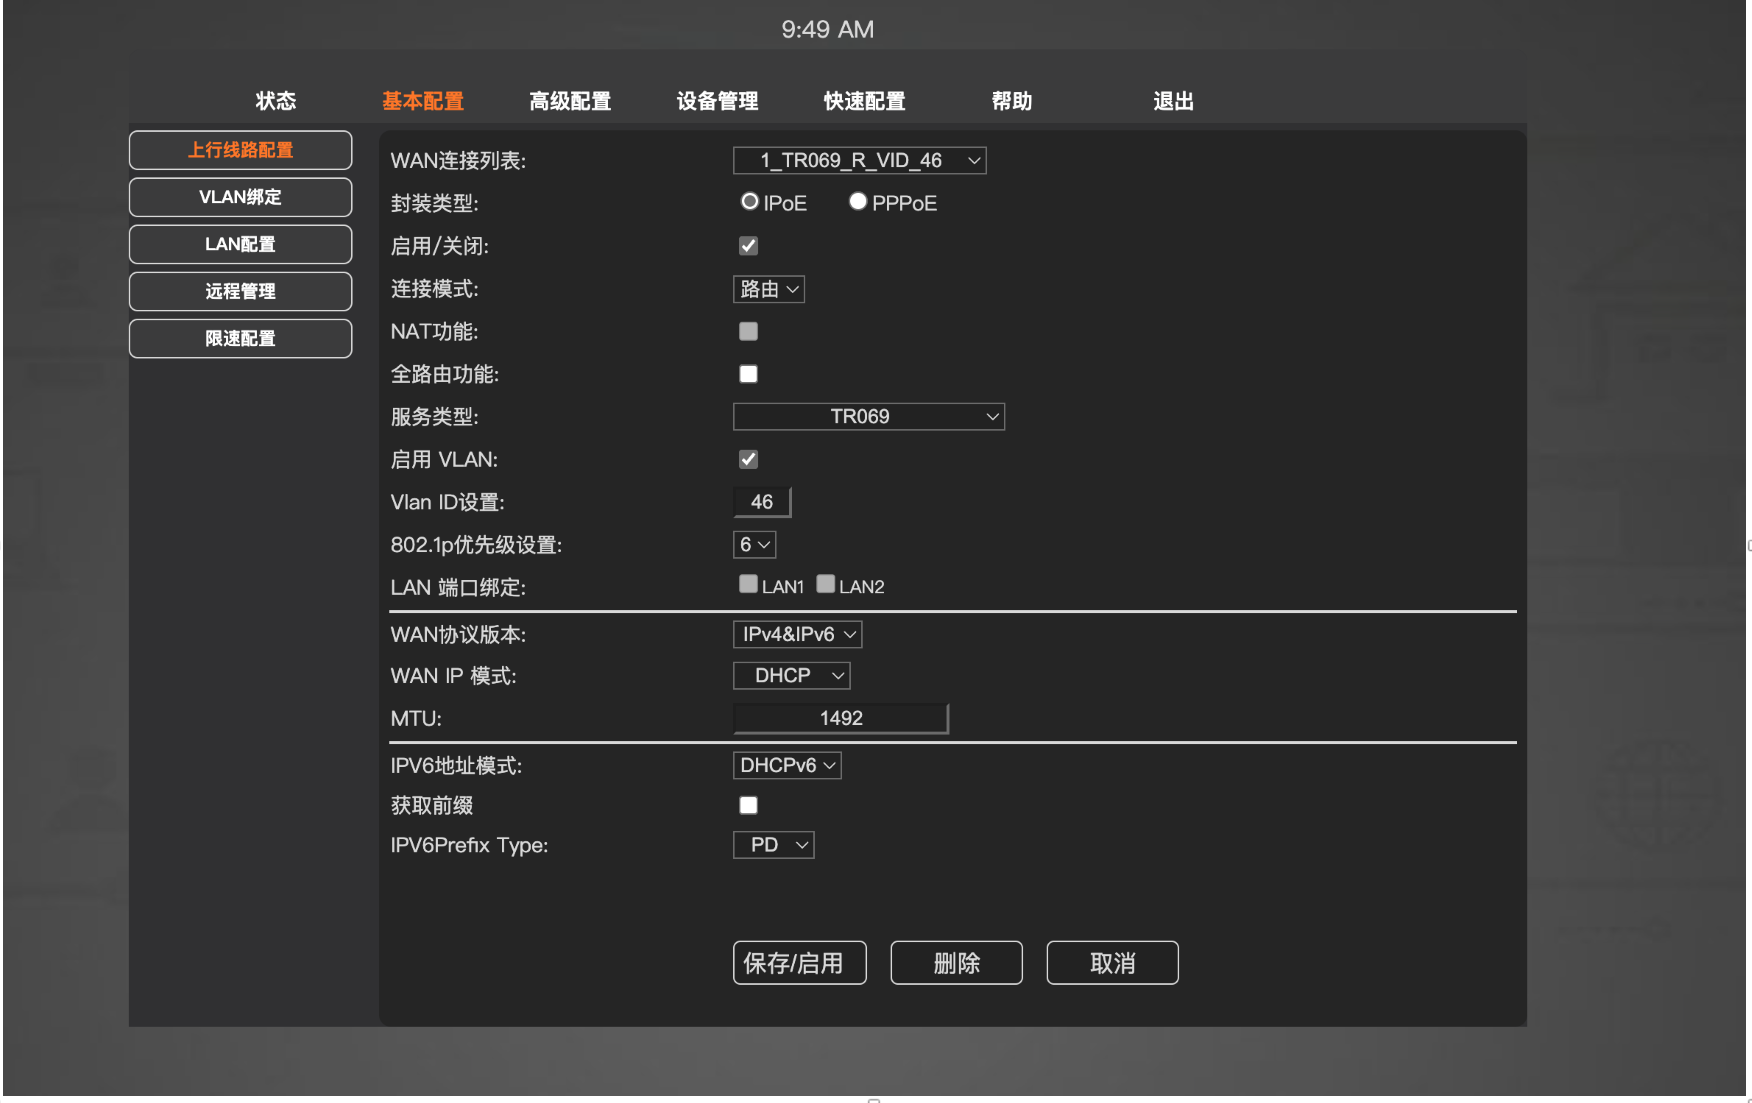 9:49 AM
状态 基本配置 高级配置 设备管理 快速配置 帮助 退出
上行线路配置
VLAN绑定
LAN配置
远程管理
限速配置
WAN连接列表: 1_TR069_R_VID_46
封装类型: IPoE PPPoE
启用/关闭:
连接模式: 路由
NAT功能:
全路由功能:
服务类型: TR069
启用 VLAN:
Vlan ID设置: 46
802.1p优先级设置: 6
LAN 端口绑定: LAN1 LAN2
WAN协议版本: IPv4&IPv6
WAN IP 模式: DHCP
MTU: 1492
IPV6地址模式: DHCPv6
获取前缀
IPV6Prefix Type: PD
保存/启用 删除 取消